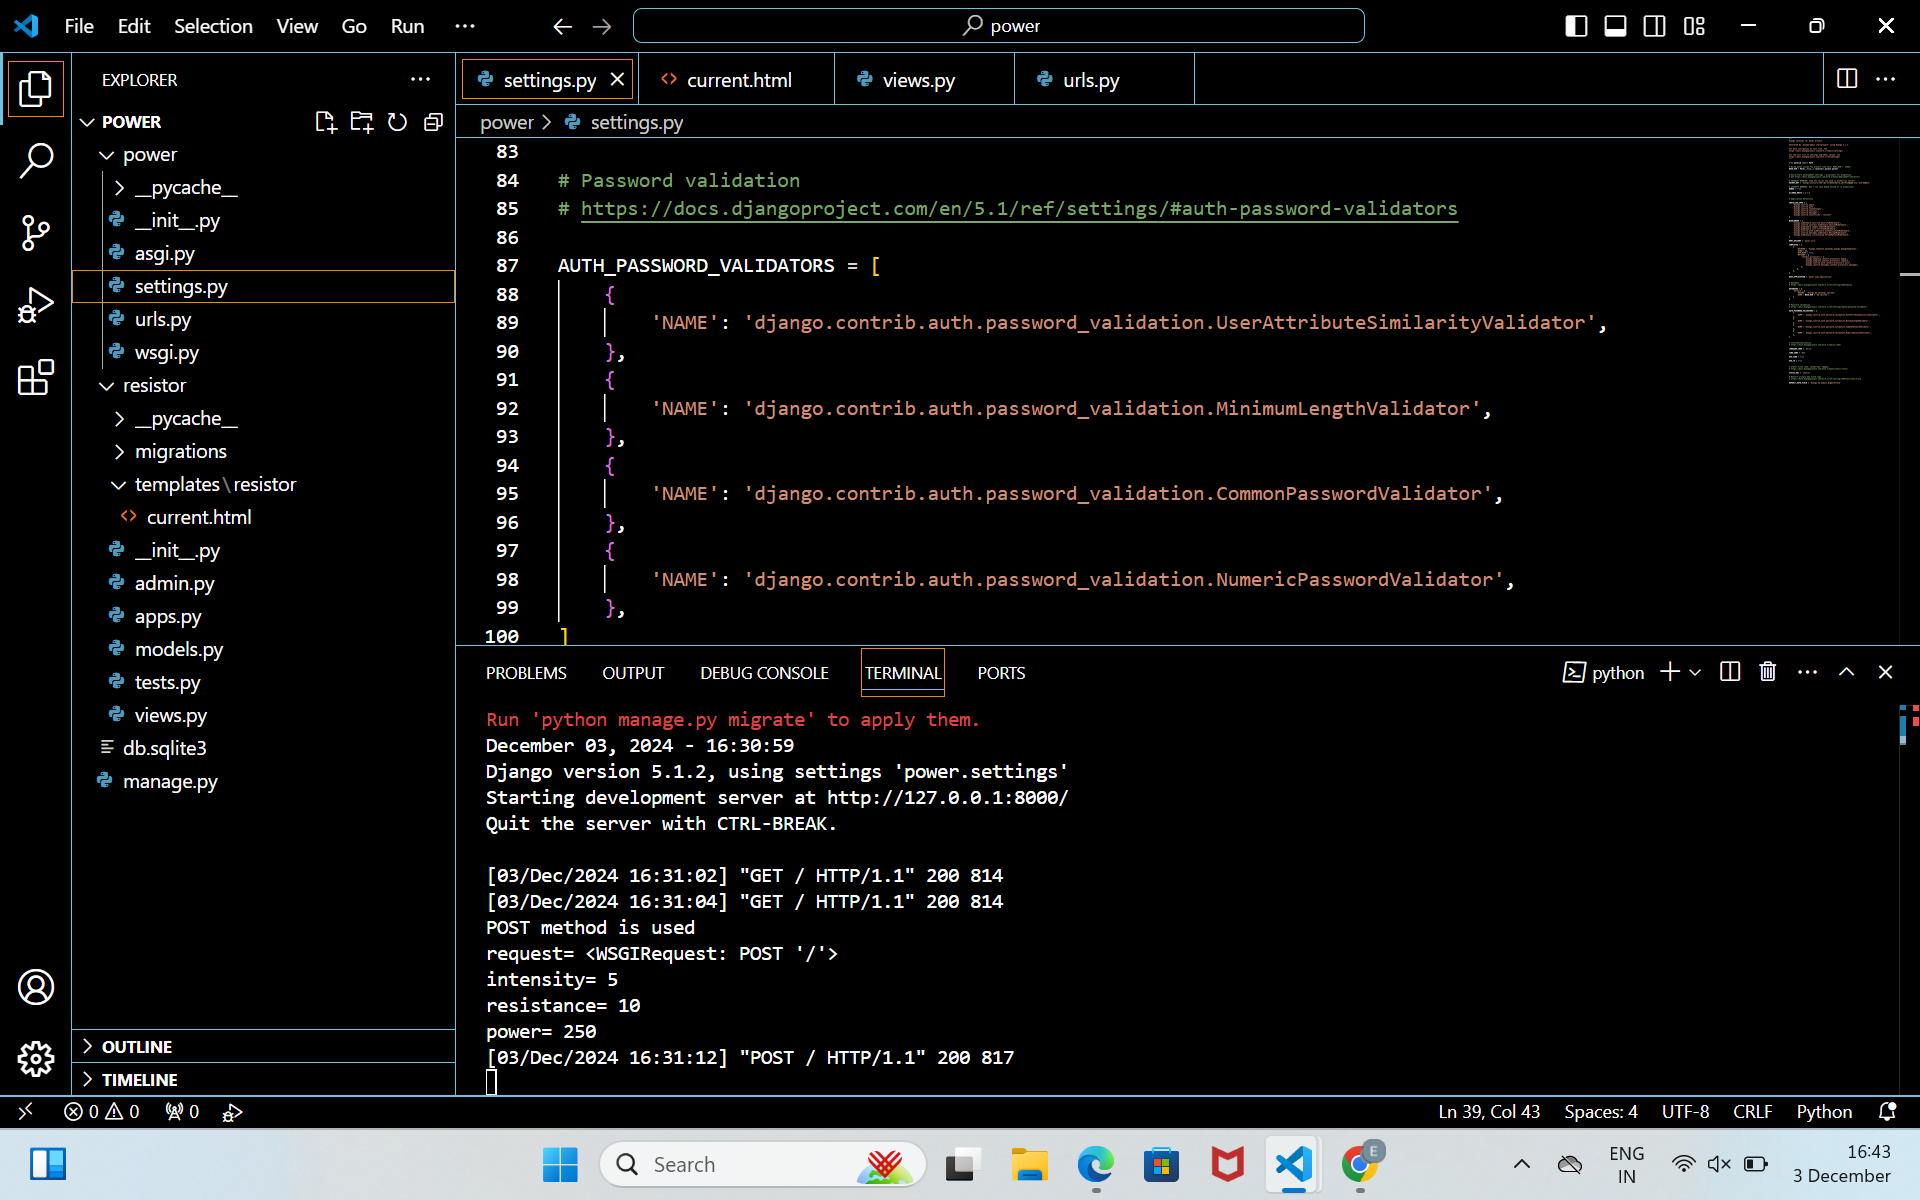 File Edit Selection View Go Run ···
power
EXPLORER
POWER
power
__pycache__
__init__.py
asgi.py
settings.py
urls.py
wsgi.py
resistor
__pycache__
migrations
templates\resistor
current.html
__init__.py
admin.py
apps.py
models.py
tests.py
views.py
db.sqlite3
manage.py
OUTLINE
TIMELINE
settings.py current.html views.py urls.py
power > settings.py
83
84 # Password validation
85 # https://docs.djangoproject.com/en/5.1/ref/settings/#auth-password-validators
86
87 AUTH_PASSWORD_VALIDATORS = [
88 {
89 'NAME': 'django.contrib.auth.password_validation.UserAttributeSimilarityValidator',
90 },
91 {
92 'NAME': 'django.contrib.auth.password_validation.MinimumLengthValidator',
93 },
94 {
95 'NAME': 'django.contrib.auth.password_validation.CommonPasswordValidator',
96 },
97 {
98 'NAME': 'django.contrib.auth.password_validation.NumericPasswordValidator',
99 },
100 ]
PROBLEMS OUTPUT DEBUG CONSOLE TERMINAL PORTS
python
Run 'python manage.py migrate' to apply them.
December 03, 2024 - 16:30:59
Django version 5.1.2, using settings 'power.settings'
Starting development server at http://127.0.0.1:8000/
Quit the server with CTRL-BREAK.
[03/Dec/2024 16:31:02] "GET / HTTP/1.1" 200 814
[03/Dec/2024 16:31:04] "GET / HTTP/1.1" 200 814
POST method is used
request= <WSGIRequest: POST '/'>
intensity= 5
resistance= 10
power= 250
[03/Dec/2024 16:31:12] "POST / HTTP/1.1" 200 817
0 0 0
Ln 39, Col 43 Spaces: 4 UTF-8 CRLF Python
Search
E
ENG
IN
16:43
3 December